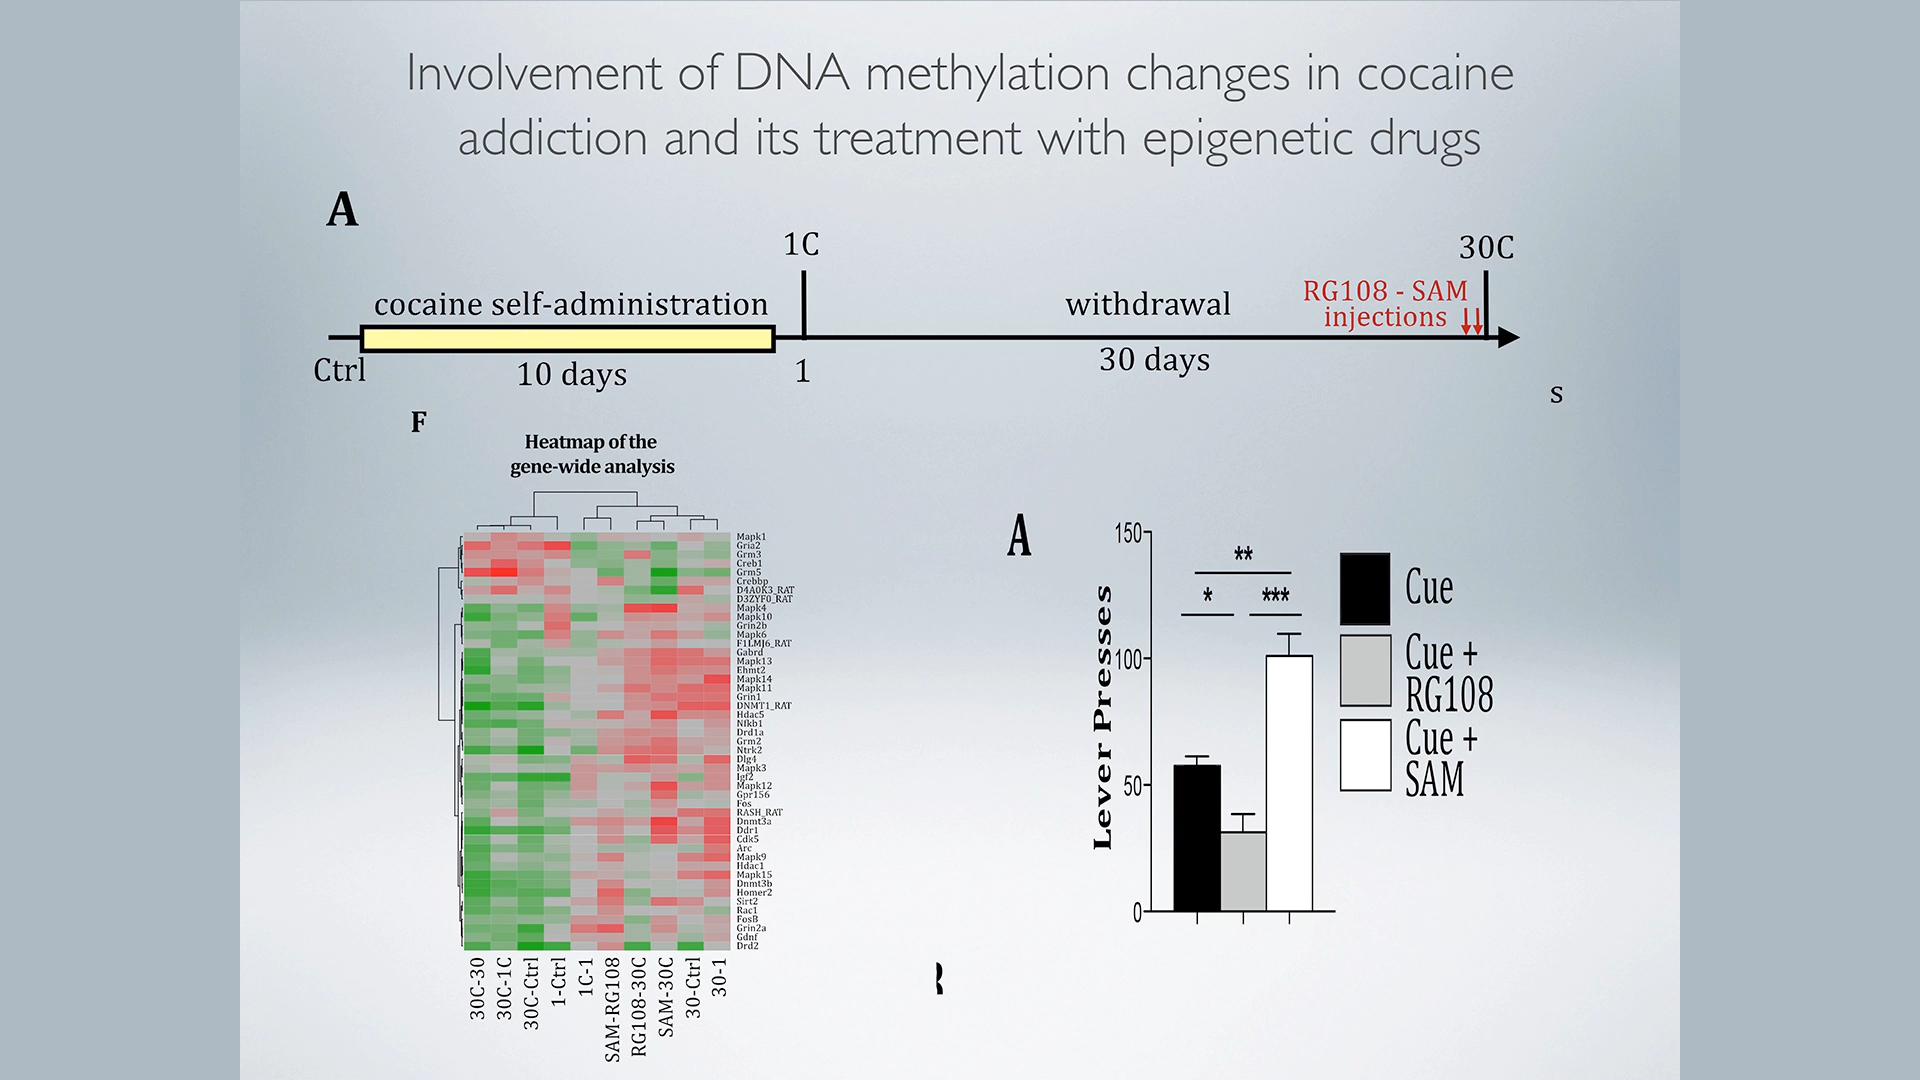 Involvement of DNA methylation changes in cocaine
addiction and its treatment with epigenetic drugs
A
1C
30C
cocaine self-administration
withdrawal
RG108 - SAM
injections
Ctrl
10 days
1
30 days
s
F
Heatmap of the
gene-wide analysis
Mapk1
Gria2
Grm3
Creb1
Grm5
Crebbp
D4A0K3_RAT
D3ZYF0_RAT
Mapk4
Mapk10
Grin2b
Mapk6
F1LMJ6_RAT
Gabrd
Mapk13
Ehmt2
Mapk14
Mapk11
Grin1
DNMT1_RAT
Hdac5
Nfkb1
Drd1a
Grm2
Ntrk2
Dlg4
Mapk3
Igf2
Mapk12
Gpr156
Fos
RASH_RAT
Dnmt3a
Ddr1
Cdk5
Arc
Mapk9
Hdac1
Mapk15
Dnmt3b
Homer2
Sirt2
Rac1
FosB
Grin2a
Gdnf
Drd2
30C-30
30C-1C
30C-Ctrl
1-Ctrl
1C-1
SAM-RG108
RG108-30C
SAM-30C
30-Ctrl
30-1
A
Lever Presses
150
100
50
0
**
*
***
Cue
Cue +
RG108
Cue +
SAM